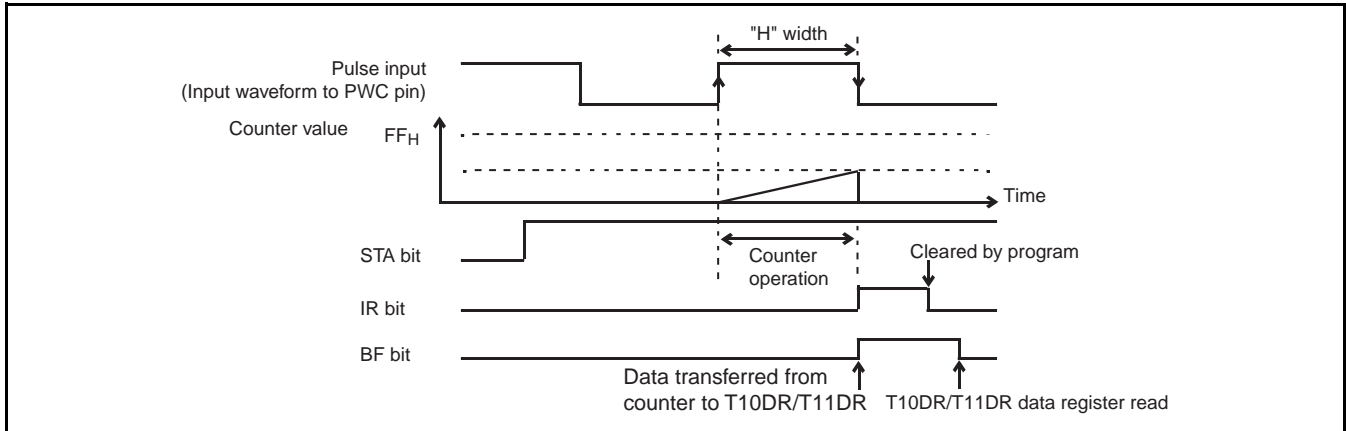 "H" width
Pulse input
(Input waveform to PWC pin)
Counter value
FFH
Time
STA bit
Counter
operation
Cleared by program
IR bit
BF bit
Data transferred from
counter to T10DR/T11DR
T10DR/T11DR data register read